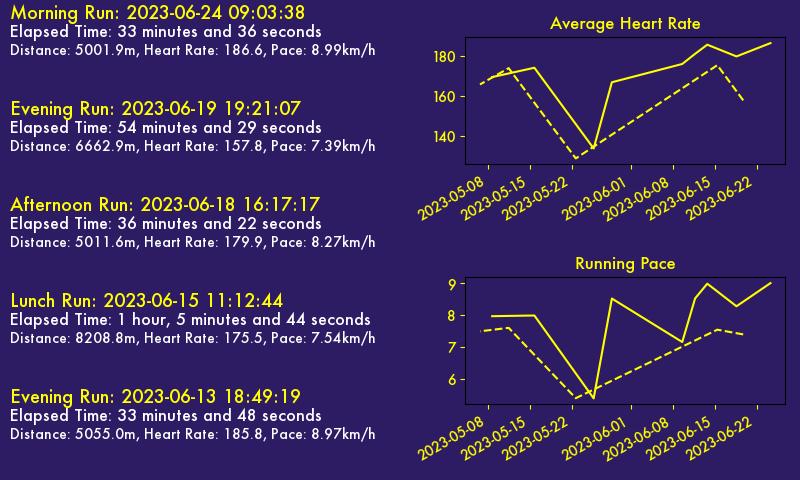 Morning Run: 2023-06-24 09:03:38
Elapsed Time: 33 minutes and 36 seconds
Distance: 5001.9m, Heart Rate: 186.6, Pace: 8.99km/h
Evening Run: 2023-06-19 19:21:07
Elapsed Time: 54 minutes and 29 seconds
Distance: 6662.9m, Heart Rate: 157.8, Pace: 7.39km/h
Afternoon Run: 2023-06-18 16:17:17
Elapsed Time: 36 minutes and 22 seconds
Distance: 5011.6m, Heart Rate: 179.9, Pace: 8.27km/h
Lunch Run: 2023-06-15 11:12:44
Elapsed Time: 1 hour, 5 minutes and 44 seconds
Distance: 8208.8m, Heart Rate: 175.5, Pace: 7.54km/h
Evening Run: 2023-06-13 18:49:19
Elapsed Time: 33 minutes and 48 seconds
Distance: 5055.0m, Heart Rate: 185.8, Pace: 8.97km/h
Average Heart Rate
180
160
140
2023-05-08
2023-05-15
2023-05-22
2023-06-01
2023-06-08
2023-06-15
2023-06-22
Running Pace
9
8
7
6
2023-05-08
2023-05-15
2023-05-22
2023-06-01
2023-06-08
2023-06-15
2023-06-22